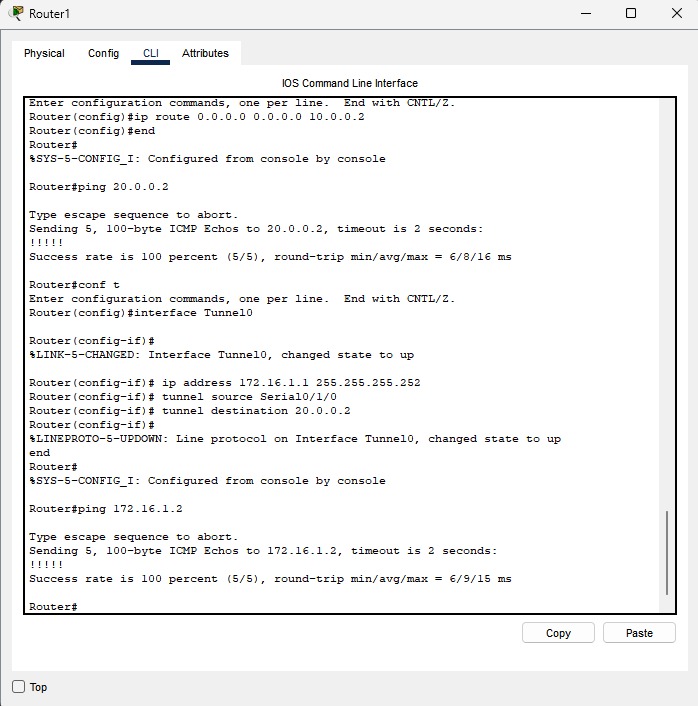 Router1
Physical Config CLI Attributes
IOS Command Line Interface
Enter configuration commands, one per line.  End with CNTL/Z.
Router(config)#ip route 0.0.0.0 0.0.0.0 10.0.0.2
Router(config)#end
Router#
%SYS-5-CONFIG_I: Configured from console by console
Router#ping 20.0.0.2
Type escape sequence to abort.
Sending 5, 100-byte ICMP Echos to 20.0.0.2, timeout is 2 seconds:
!!!!!
Success rate is 100 percent (5/5), round-trip min/avg/max = 6/8/16 ms
Router#conf t
Enter configuration commands, one per line.  End with CNTL/Z.
Router(config)#interface Tunnel0
Router(config-if)#
%LINK-5-CHANGED: Interface Tunnel0, changed state to up
Router(config-if)# ip address 172.16.1.1 255.255.255.252
Router(config-if)# tunnel source Serial0/1/0
Router(config-if)# tunnel destination 20.0.0.2
Router(config-if)#
%LINEPROTO-5-UPDOWN: Line protocol on Interface Tunnel0, changed state to up
end
Router#
%SYS-5-CONFIG_I: Configured from console by console
Router#ping 172.16.1.2
Type escape sequence to abort.
Sending 5, 100-byte ICMP Echos to 172.16.1.2, timeout is 2 seconds:
!!!!!
Success rate is 100 percent (5/5), round-trip min/avg/max = 6/9/15 ms
Router#
Copy Paste
Top